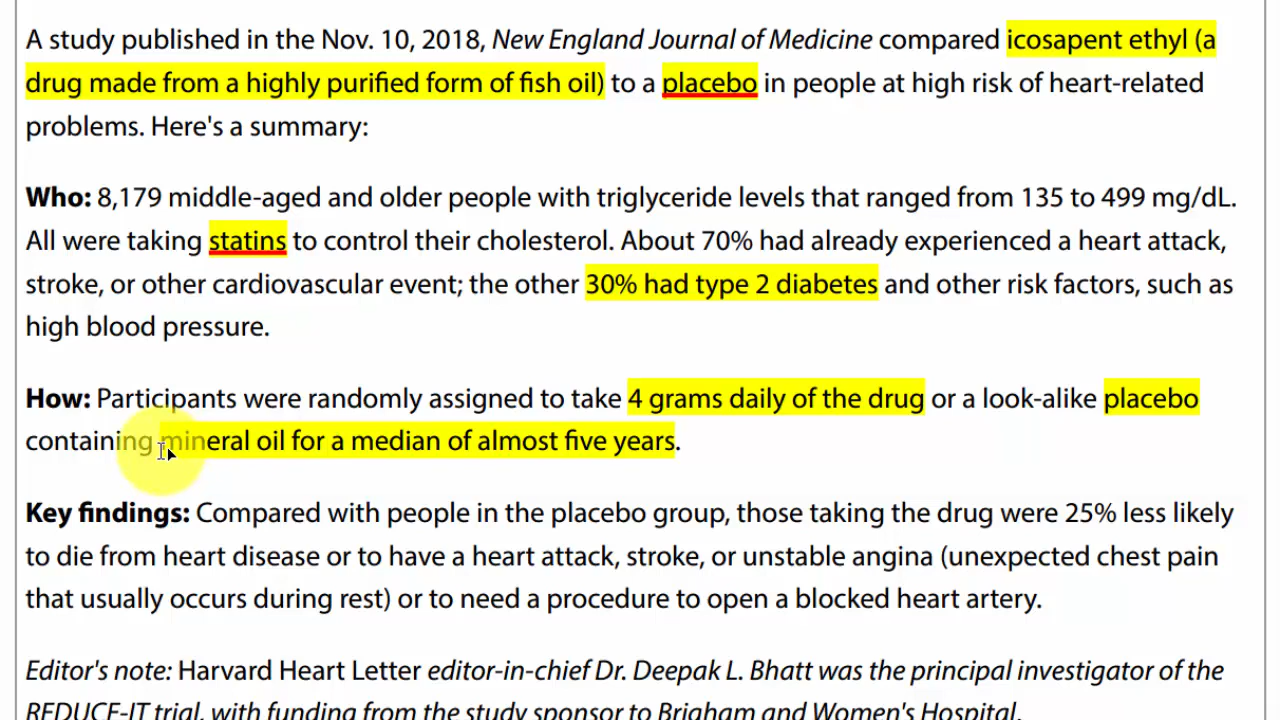 A study published in the Nov. 10, 2018, New England Journal of Medicine compared icosapent ethyl (a
drug made from a highly purified form of fish oil) to a placebo in people at high risk of heart-related
problems. Here's a summary:
Who: 8,179 middle-aged and older people with triglyceride levels that ranged from 135 to 499 mg/dL.
All were taking statins to control their cholesterol. About 70% had already experienced a heart attack,
stroke, or other cardiovascular event; the other 30% had type 2 diabetes and other risk factors, such as
high blood pressure.
How: Participants were randomly assigned to take 4 grams daily of the drug or a look-alike placebo
containing mineral oil for a median of almost five years.
Key findings: Compared with people in the placebo group, those taking the drug were 25% less likely
to die from heart disease or to have a heart attack, stroke, or unstable angina (unexpected chest pain
that usually occurs during rest) or to need a procedure to open a blocked heart artery.
Editor's note: Harvard Heart Letter editor-in-chief Dr. Deepak L. Bhatt was the principal investigator of the
REDUCE-IT trial, with funding from the study sponsor to Brigham and Women's Hospital.